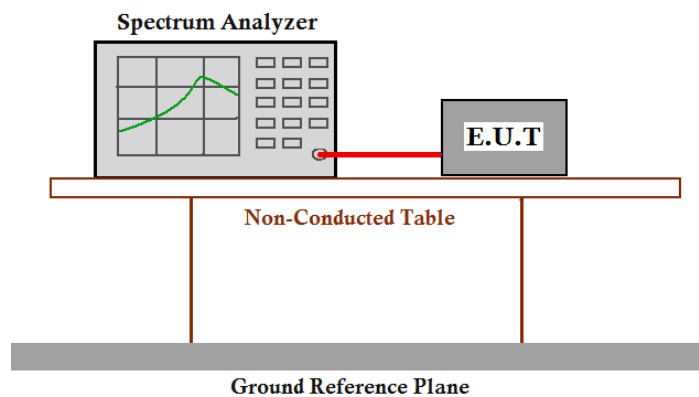 Spectrum Analyzer
E.U.T
Non-Conducted Table
Ground Reference Plane